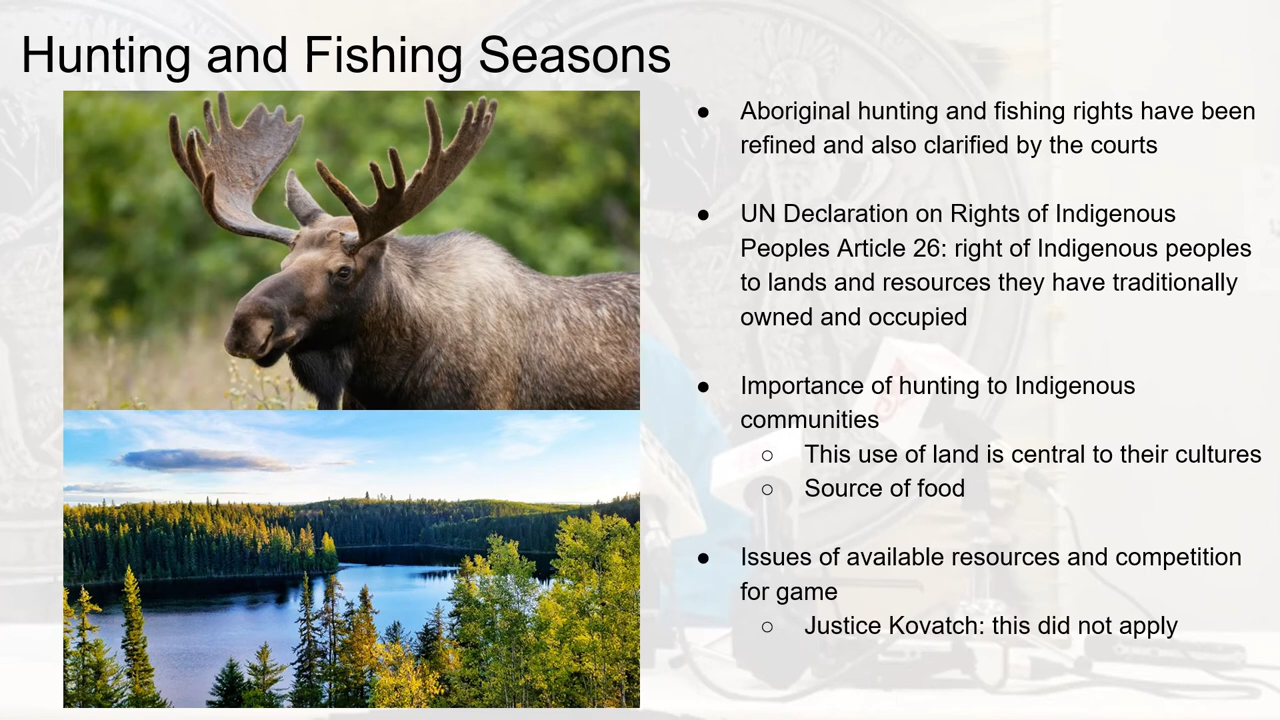 Hunting and Fishing Seasons
● Aboriginal hunting and fishing rights have been
refined and also clarified by the courts
● UN Declaration on Rights of Indigenous
Peoples Article 26: right of Indigenous peoples
to lands and resources they have traditionally
owned and occupied
● Importance of hunting to Indigenous
communities
○ This use of land is central to their cultures
○ Source of food
● Issues of available resources and competition
for game
○ Justice Kovatch: this did not apply